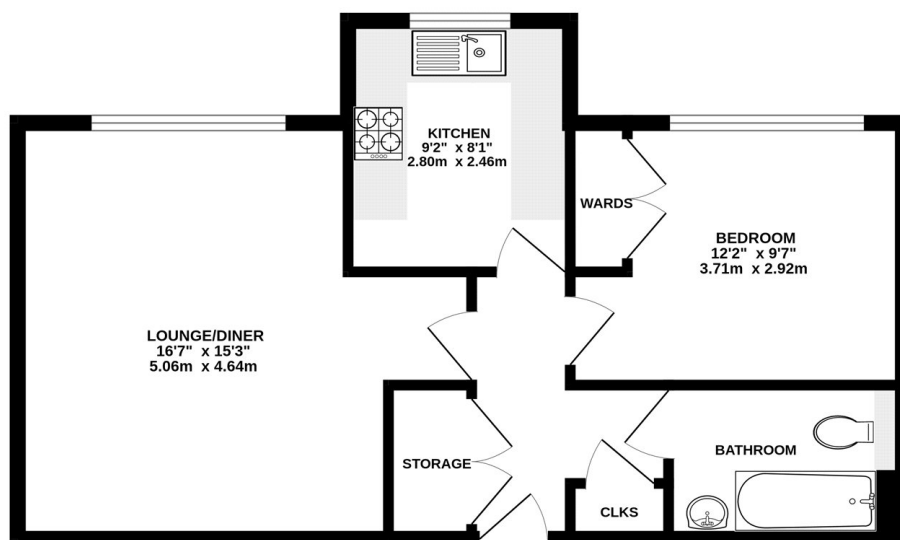 KITCHEN
9'2" x 8'1"
2.80m x 2.46m
WARDS
BEDROOM
12'2" x 9'7"
3.71m x 2.92m
LOUNGE/DINER
16'7" x 15'3"
5.06m x 4.64m
STORAGE
BATHROOM
CLKS